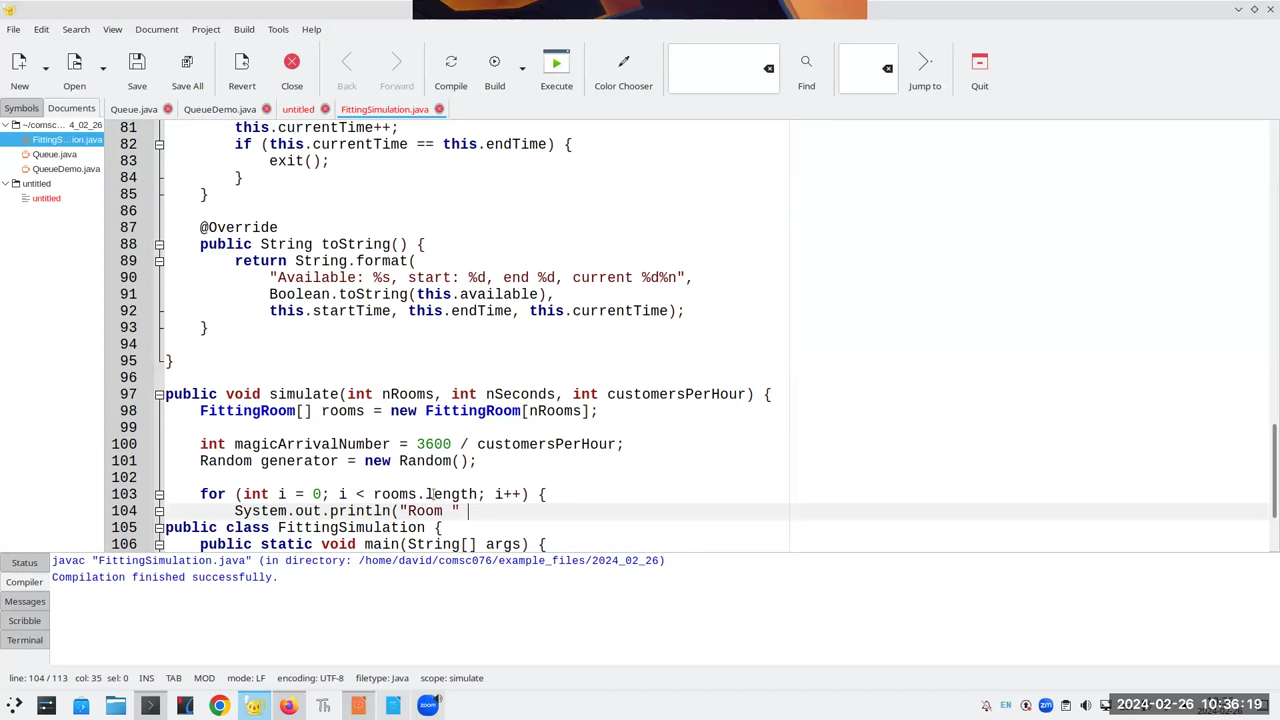 File Edit Search View Document Project Build Tools Help
New Open Save Save All Revert Close Back Forward Compile Build Execute Color Chooser Find Jump to Quit
Symbols Documents Queue.java QueueDemo.java untitled FittingSimulation.java
~/comsc... 4_02_26
FittingS...ion.java
Queue.java
QueueDemo.java
untitled
untitled
81 this.currentTime++;
82 if (this.currentTime == this.endTime) {
83 exit();
84 }
85 }
86
87 @Override
88 public String toString() {
89 return String.format(
90 "Available: %s, start: %d, end %d, current %d%n",
91 Boolean.toString(this.available),
92 this.startTime, this.endTime, this.currentTime);
93 }
94
95 }
96
97 public void simulate(int nRooms, int nSeconds, int customersPerHour) {
98 FittingRoom[] rooms = new FittingRoom[nRooms];
99
100 int magicArrivalNumber = 3600 / customersPerHour;
101 Random generator = new Random();
102
103 for (int i = 0; i < rooms.length; i++) {
104 System.out.println("Room "
105 public class FittingSimulation {
106 public static void main(String[] args) {
Status
Compiler
Messages
Scribble
Terminal
javac "FittingSimulation.java" (in directory: /home/david/comsc076/example_files/2024_02_26)
Compilation finished successfully.
line: 104 / 113 col: 35 sel: 0 INS TAB MOD mode: LF encoding: UTF-8 filetype: Java scope: simulate
zoom EN zm 2024-02-26 10:36:19